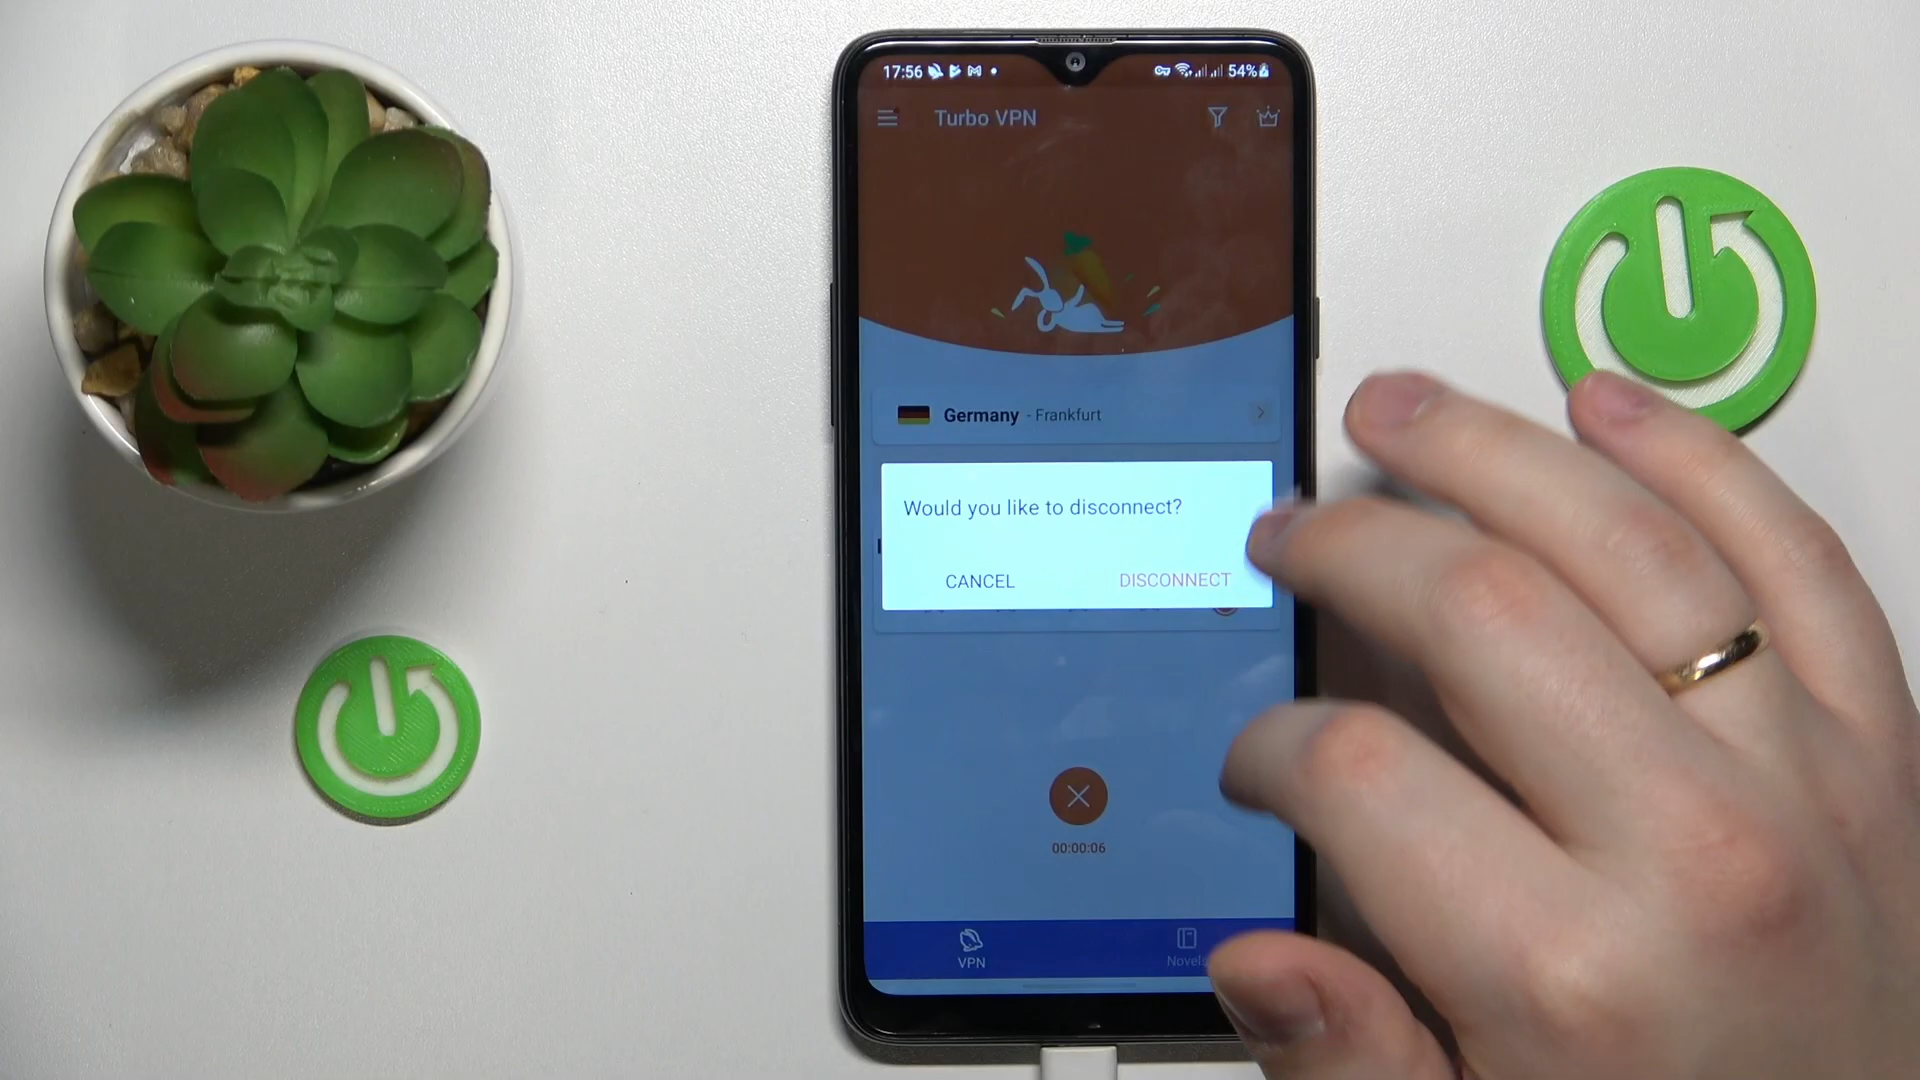 17:56
54%
Turbo VPN
Germany - Frankfurt
Would you like to disconnect?
CANCEL DISCONNECT
00:00:06
VPN
Novels